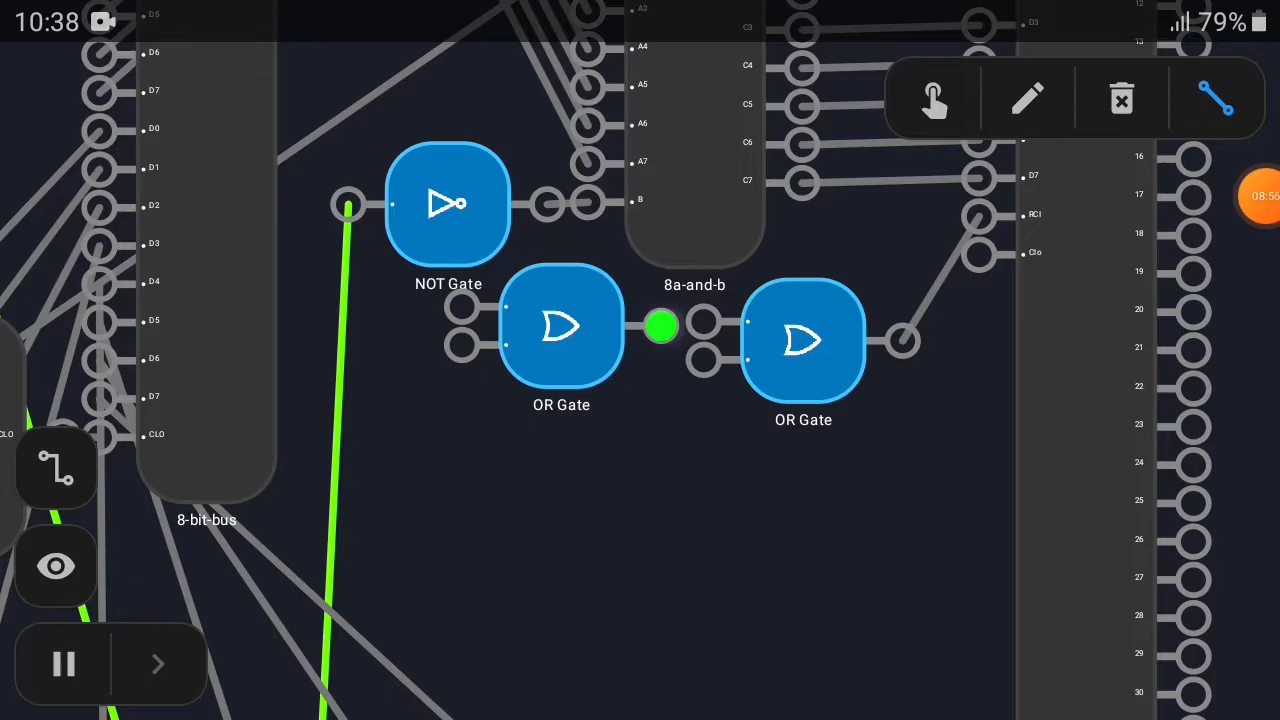 10:38
79%
D5
D6
D7
D0
D1
D2
D3
D4
D5
D6
D7
CL0
8-bit-bus
NOT Gate
OR Gate
A3
A4
A5
A6
A7
B
C3
C4
C5
C6
C7
8a-and-b
OR Gate
D3
D7
RCI
Clo
12
13
16
17
18
19
20
21
22
23
24
25
26
27
28
29
30
08:56